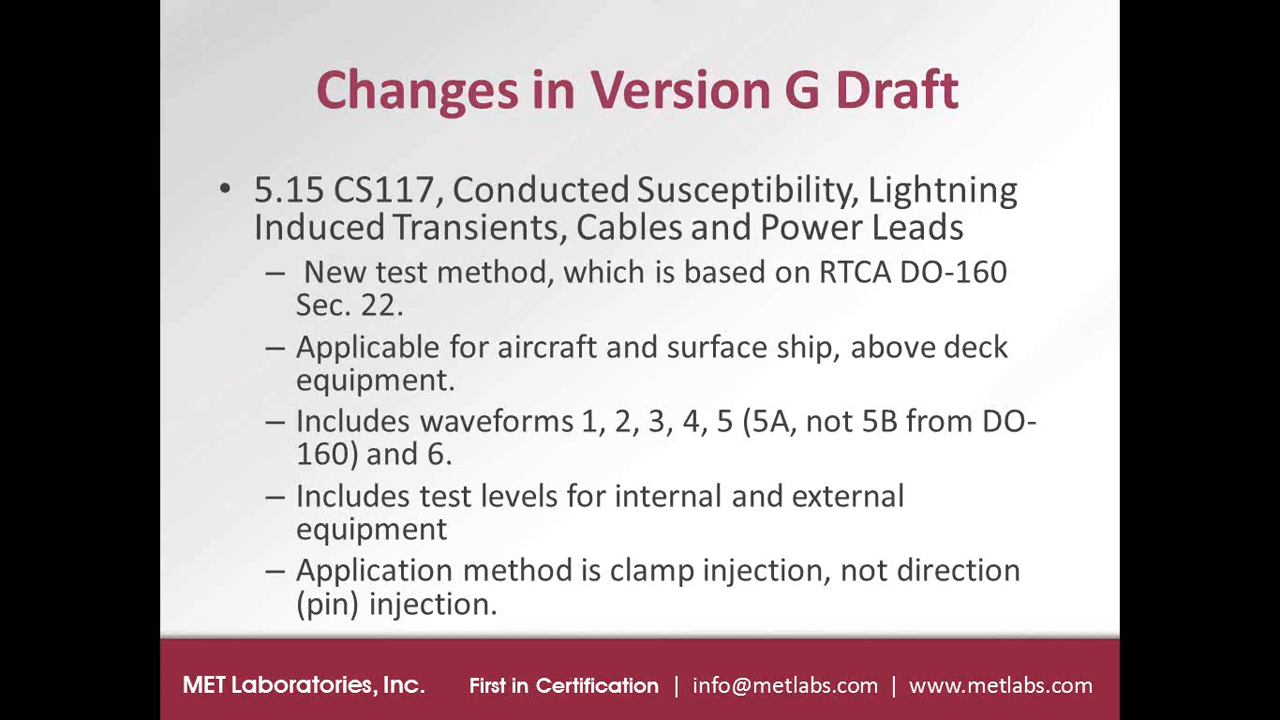 Changes in Version G Draft
• 5.15 CS117, Conducted Susceptibility, Lightning
Induced Transients, Cables and Power Leads
– New test method, which is based on RTCA DO-160
Sec. 22.
– Applicable for aircraft and surface ship, above deck
equipment.
– Includes waveforms 1, 2, 3, 4, 5 (5A, not 5B from DO-
160) and 6.
– Includes test levels for internal and external
equipment
– Application method is clamp injection, not direction
(pin) injection.
MET Laboratories, Inc. First in Certification | info@metlabs.com | www.metlabs.com